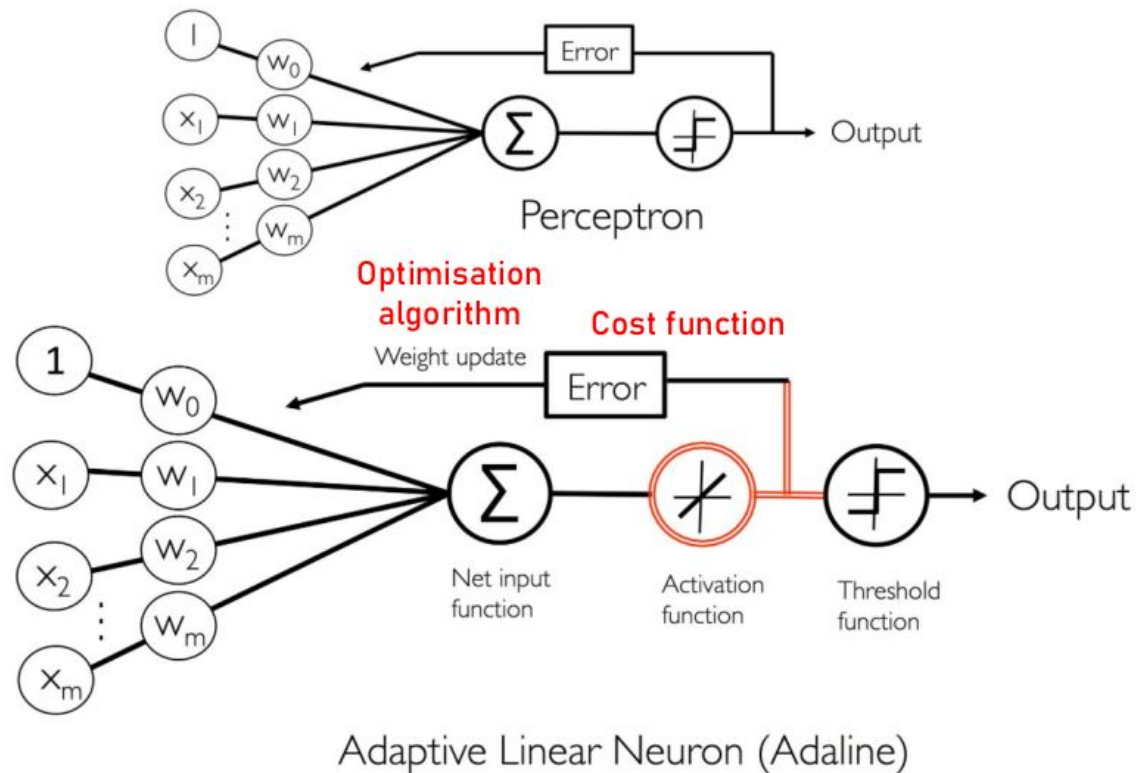 1
w₀
Error
x₁
w₁
Σ
Output
x₂
w₂
⋮
xₘ
wₘ
Perceptron
Optimisation
algorithm
Cost function
Weight update
1
w₀
Error
x₁
w₁
Σ
Output
x₂
w₂
⋮
xₘ
wₘ
Net input
function
Activation
function
Threshold
function
Adaptive Linear Neuron (Adaline)